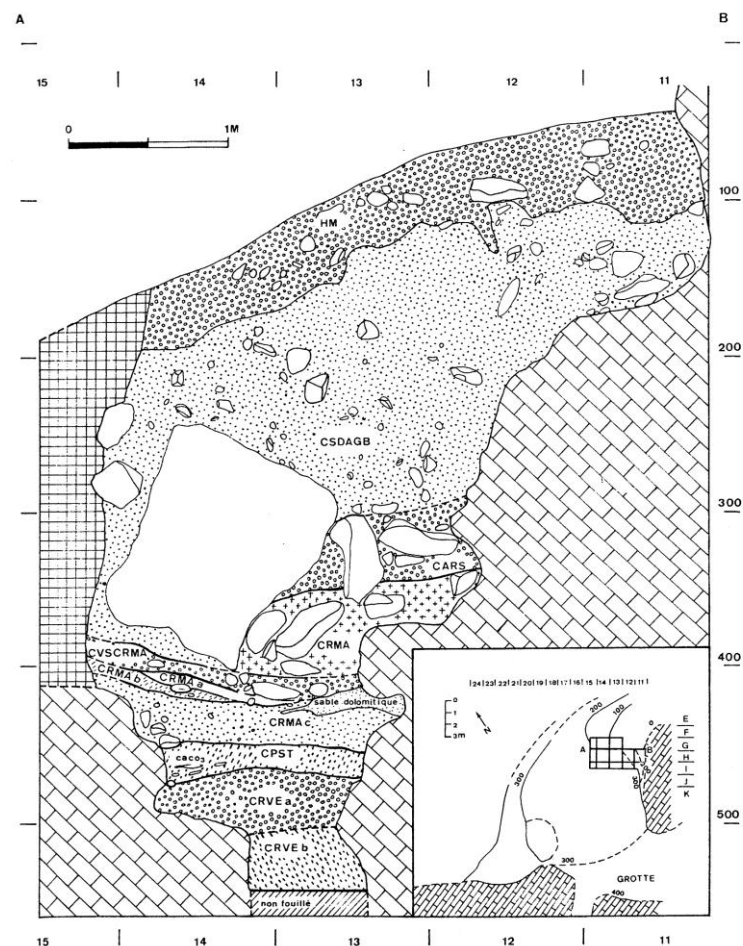 A B
15 14 13 12 11
0 1M
HM
100
200
CSDAGB
300
CARS
CRMA
CVSCRMA
400
CRMA b CRMA a
sable dolomitique
CRMA c
CPST
caco3
CRVE a
500
CRVE b
non fouillé
15 14 13 12 11
24 23 22 21 20 19 18 17 16 15 14 13 12 11
0
1
2
3m
N
200 100 0
E
F
G
H
I
J
K
A B
300
300
300
GROTTE
400